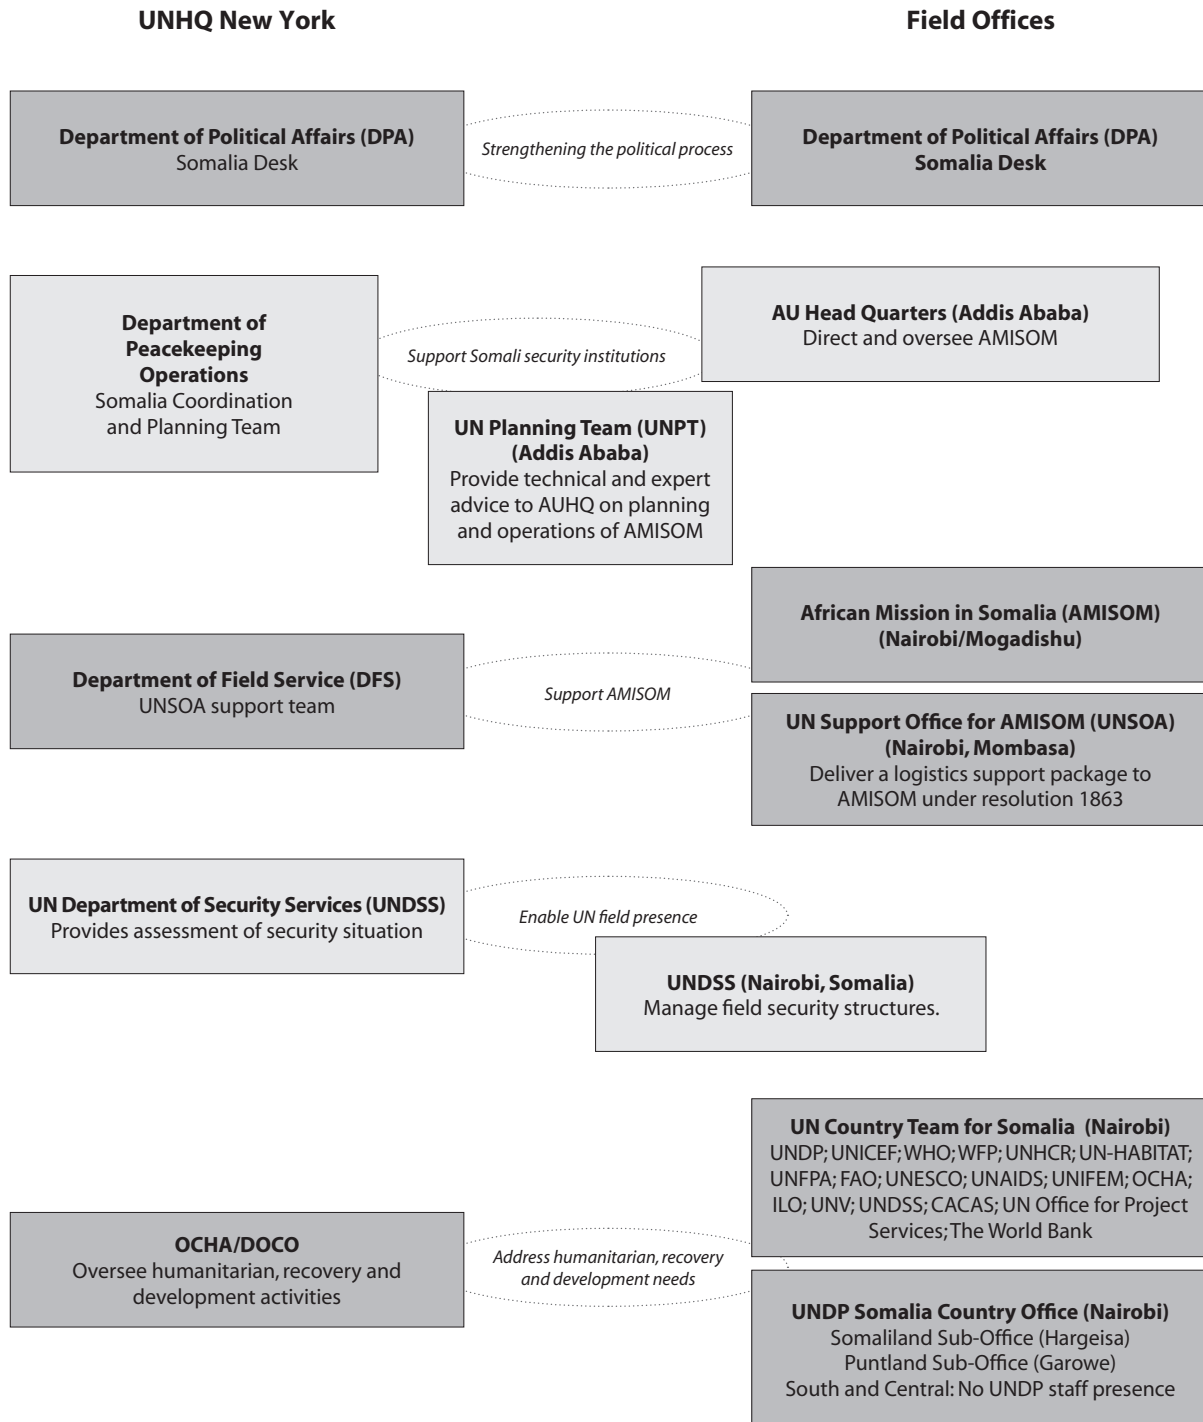 UNHQ New York
Field Offices
Department of Political Affairs (DPA)
Somalia Desk
Strengthening the political process
Department of Political Affairs (DPA)
Somalia Desk
Department of
Peacekeeping
Operations
Somalia Coordination
and Planning Team
Support Somali security institutions
AU Head Quarters (Addis Ababa)
Direct and oversee AMISOM
UN Planning Team (UNPT)
(Addis Ababa)
Provide technical and expert
advice to AUHQ on planning
and operations of AMISOM
Department of Field Service (DFS)
UNSOA support team
Support AMISOM
African Mission in Somalia (AMISOM)
(Nairobi/Mogadishu)
UN Support Office for AMISOM (UNSOA)
(Nairobi, Mombasa)
Deliver a logistics support package to
AMISOM under resolution 1863
UN Department of Security Services (UNDSS)
Provides assessment of security situation
Enable UN field presence
UNDSS (Nairobi, Somalia)
Manage field security structures.
OCHA/DOCO
Oversee humanitarian, recovery and
development activities
Address humanitarian, recovery
and development needs
UN Country Team for Somalia (Nairobi)
UNDP; UNICEF; WHO; WFP; UNHCR; UN-HABITAT;
UNFPA; FAO; UNESCO; UNAIDS; UNIFEM; OCHA;
ILO; UNV; UNDSS; CACAS; UN Office for Project
Services; The World Bank
UNDP Somalia Country Office (Nairobi)
Somaliland Sub-Office (Hargeisa)
Puntland Sub-Office (Garowe)
South and Central: No UNDP staff presence